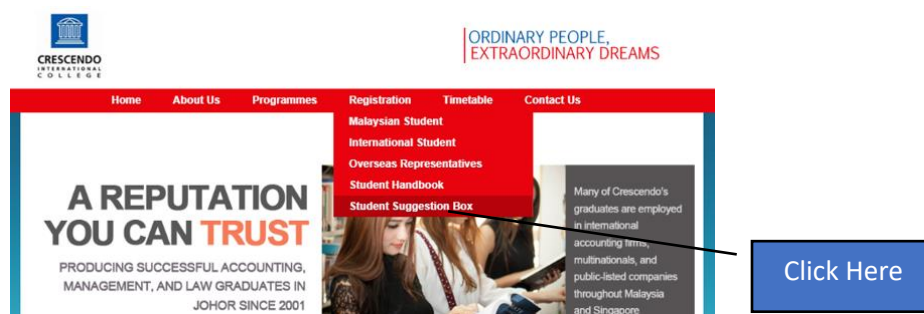 CRESCENDO
INTERNATIONAL
COLLEGE
ORDINARY PEOPLE,
EXTRAORDINARY DREAMS
Home About Us Programmes Registration Timetable Contact Us
Malaysian Student
International Student
Overseas Representatives
Student Handbook
Student Suggestion Box
A REPUTATION
YOU CAN TRUST
PRODUCING SUCCESSFUL ACCOUNTING,
MANAGEMENT, AND LAW GRADUATES IN
JOHOR SINCE 2001
Many of Crescendo's
graduates are employed
in international
accounting firms,
multinationals, and
public-listed companies
throughout Malaysia
and Singapore
Click Here